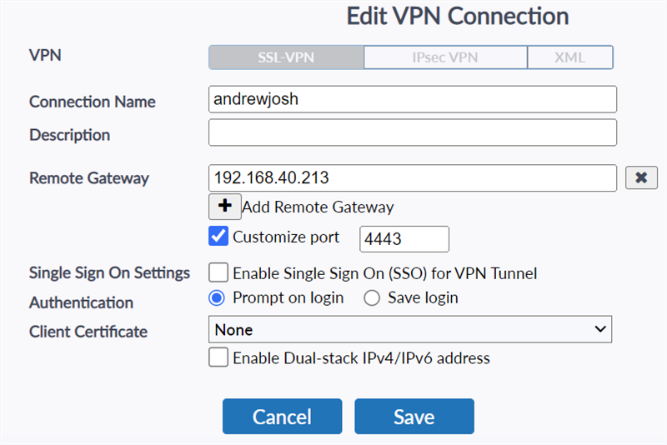 Edit VPN Connection
VPN SSL-VPN IPsec VPN XML
Connection Name andrewjosh
Description
Remote Gateway 192.168.40.213 ✖
+ Add Remote Gateway
Customize port 4443
Single Sign On Settings Enable Single Sign On (SSO) for VPN Tunnel
Authentication Prompt on login Save login
Client Certificate None
Enable Dual-stack IPv4/IPv6 address
Cancel Save